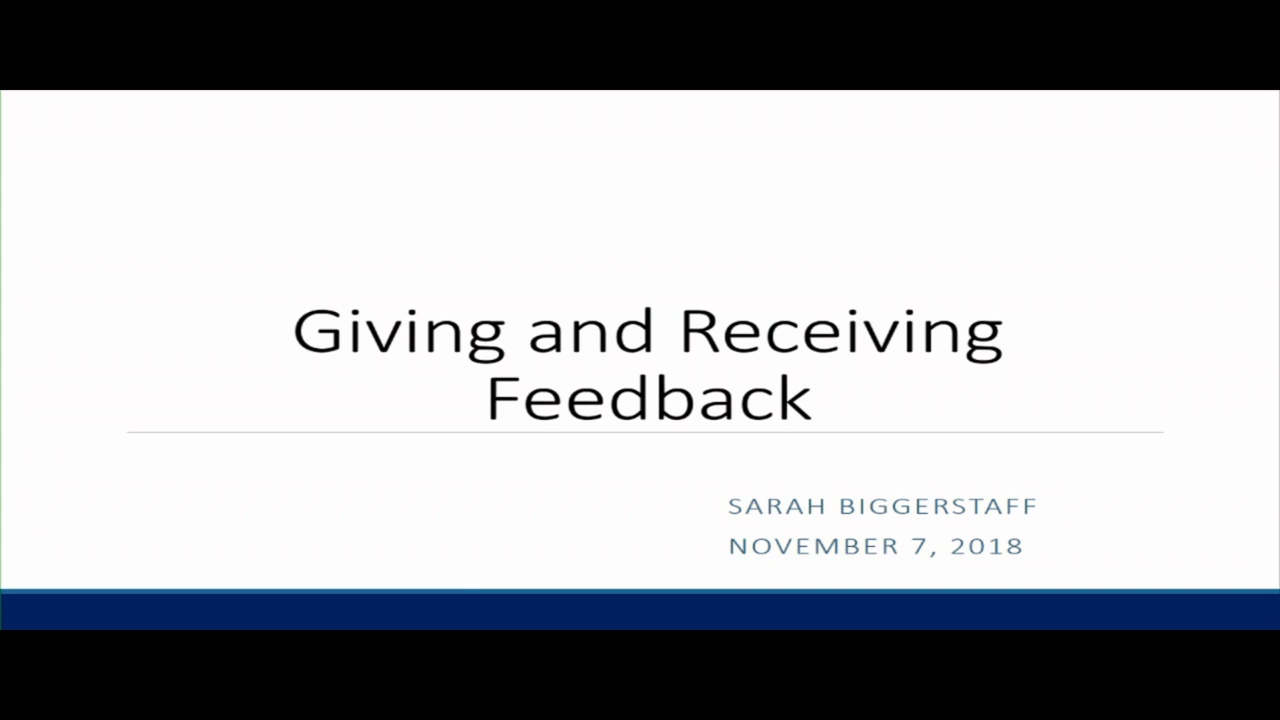 Giving and Receiving
Feedback
SARAH BIGGERSTAFF
NOVEMBER 7, 2018